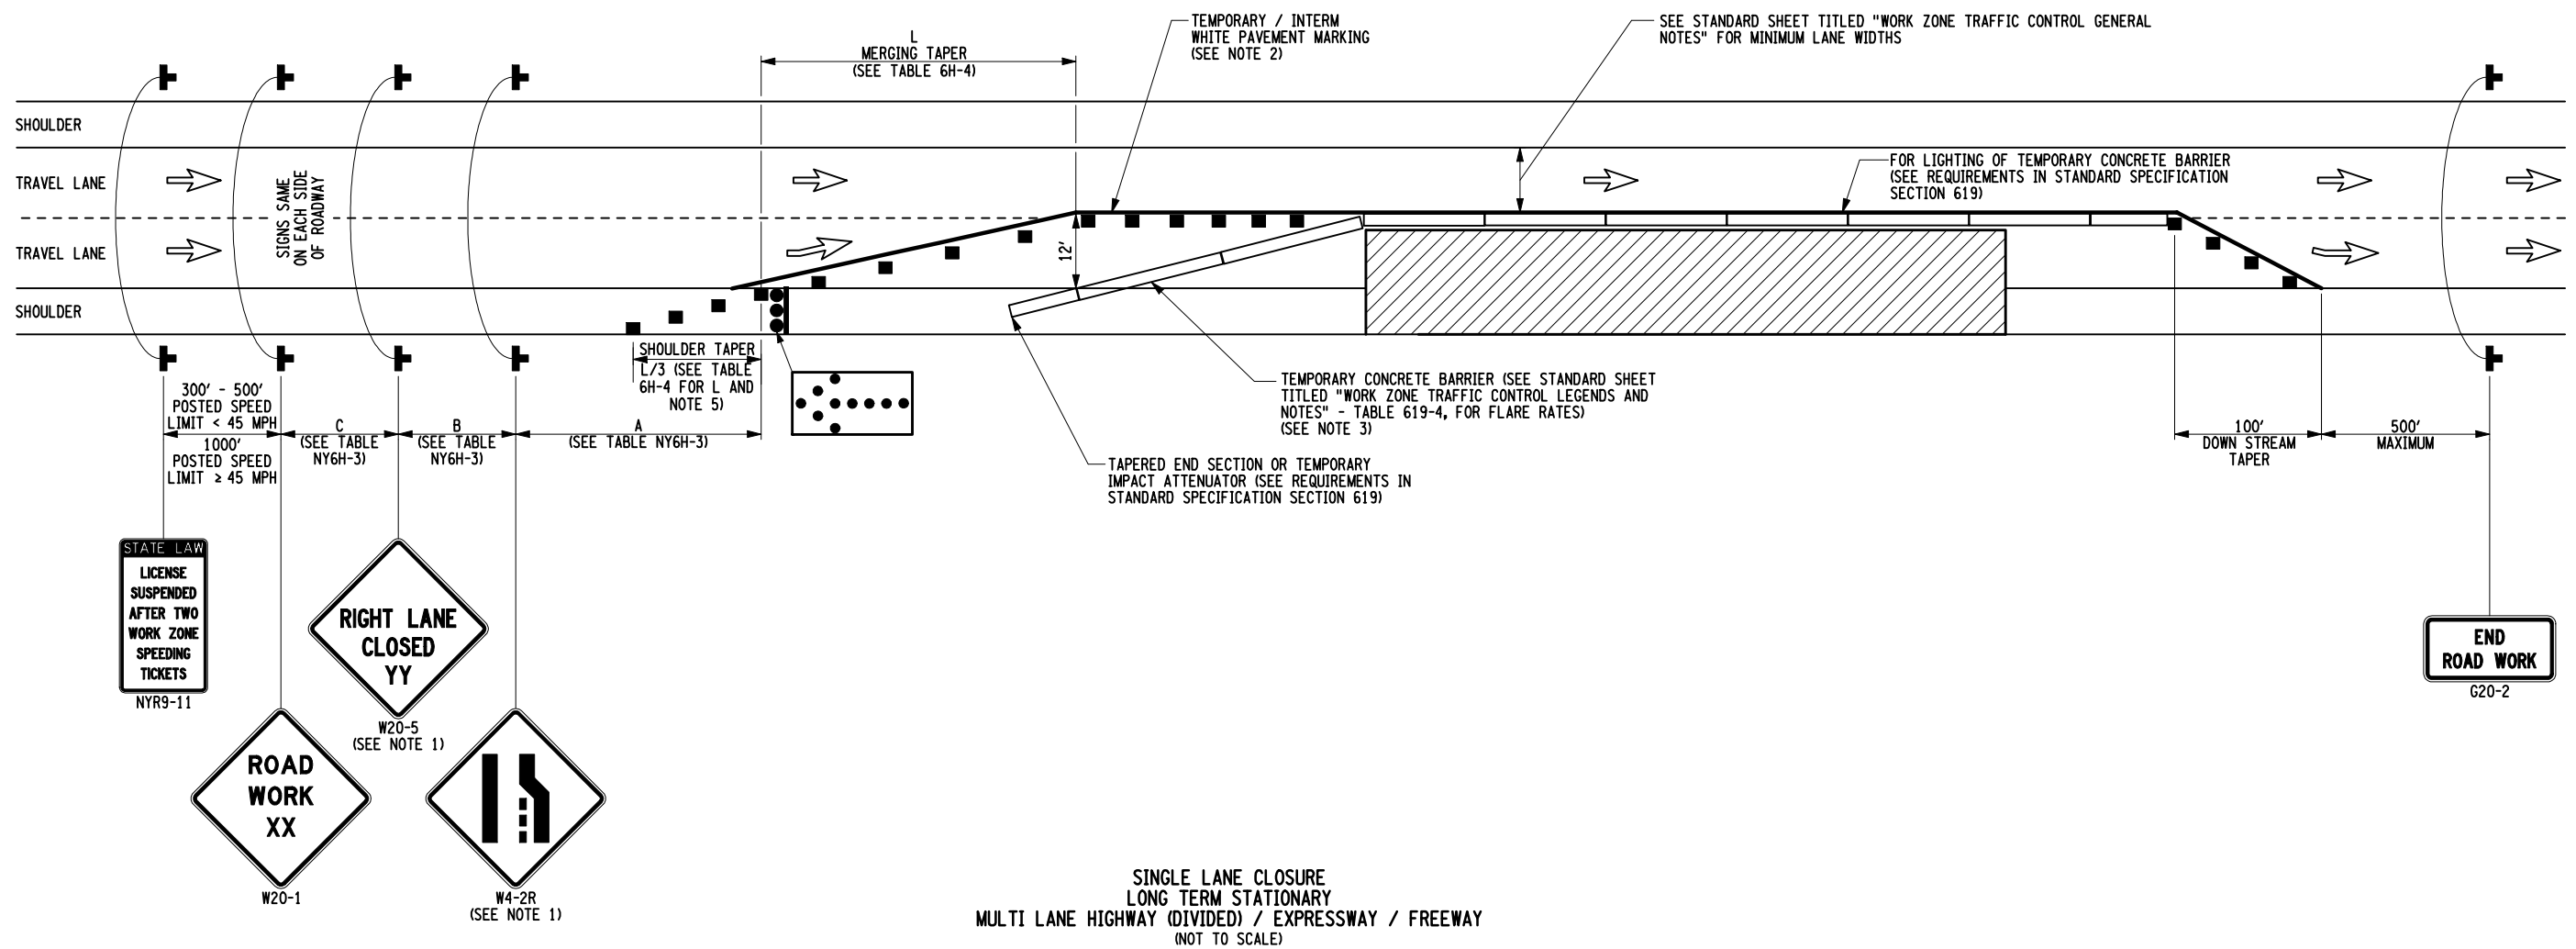 L
MERGING TAPER
(SEE TABLE 6H-4)
TEMPORARY / INTERM
WHITE PAVEMENT MARKING
(SEE NOTE 2)
SEE STANDARD SHEET TITLED "WORK ZONE TRAFFIC CONTROL GENERAL
NOTES" FOR MINIMUM LANE WIDTHS
SHOULDER
TRAVEL LANE
TRAVEL LANE
SHOULDER
SIGNS SAME
ON EACH SIDE
OF ROADWAY
12'
FOR LIGHTING OF TEMPORARY CONCRETE BARRIER
(SEE REQUIREMENTS IN STANDARD SPECIFICATION
SECTION 619)
300' - 500'
POSTED SPEED
LIMIT < 45 MPH
1000'
POSTED SPEED
LIMIT ≥ 45 MPH
C
(SEE TABLE
NY6H-3)
B
(SEE TABLE
NY6H-3)
A
(SEE TABLE NY6H-3)
SHOULDER TAPER
L/3 (SEE TABLE
6H-4 FOR L AND
NOTE 5)
TEMPORARY CONCRETE BARRIER (SEE STANDARD SHEET
TITLED "WORK ZONE TRAFFIC CONTROL LEGENDS AND
NOTES" - TABLE 619-4, FOR FLARE RATES)
(SEE NOTE 3)
TAPERED END SECTION OR TEMPORARY
IMPACT ATTENUATOR (SEE REQUIREMENTS IN
STANDARD SPECIFICATION SECTION 619)
100'
DOWN STREAM
TAPER
500'
MAXIMUM
STATE LAW
LICENSE
SUSPENDED
AFTER TWO
WORK ZONE
SPEEDING
TICKETS
NYR9-11
ROAD
WORK
XX
W20-1
RIGHT LANE
CLOSED
YY
W20-5
(SEE NOTE 1)
W4-2R
(SEE NOTE 1)
END
ROAD WORK
G20-2
SINGLE LANE CLOSURE
LONG TERM STATIONARY
MULTI LANE HIGHWAY (DIVIDED) / EXPRESSWAY / FREEWAY
(NOT TO SCALE)